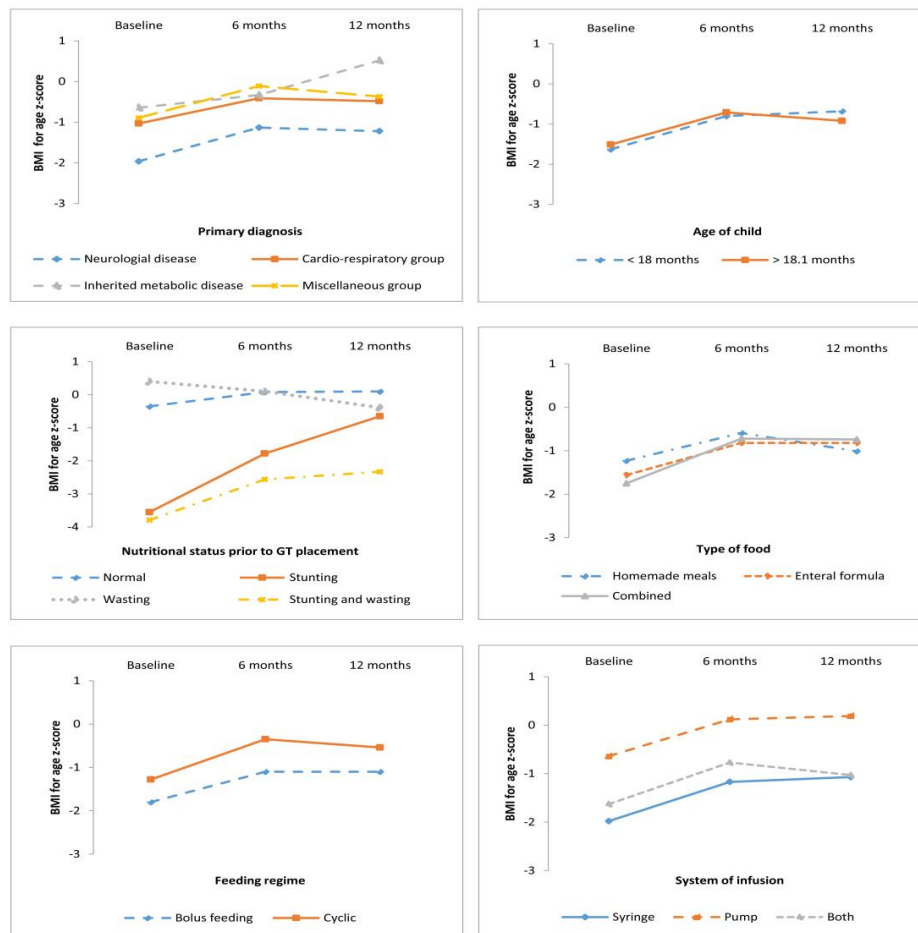 Baseline 6 months 12 months
1
0
-1
-2
-3
BMI for age z-score
Primary diagnosis
Neurologial disease Cardio-respiratory group
Inherited metabolic disease Miscellaneous group
Baseline 6 months 12 months
1
0
-1
-2
-3
BMI for age z-score
Age of child
< 18 months > 18.1 months
Baseline 6 months 12 months
1
0
-1
-2
-3
-4
BMI for age z-score
Nutritional status prior to GT placement
Normal Stunting
Wasting Stunting and wasting
Baseline 6 months 12 months
1
0
-1
-2
-3
BMI for age z-score
Type of food
Homemade meals Enteral formula
Combined
Baseline 6 months 12 months
1
0
-1
-2
-3
BMI for age z-score
Feeding regime
Bolus feeding Cyclic
Baseline 6 months 12 months
1
0
-1
-2
-3
BMI for age z-score
System of infusion
Syringe Pump Both